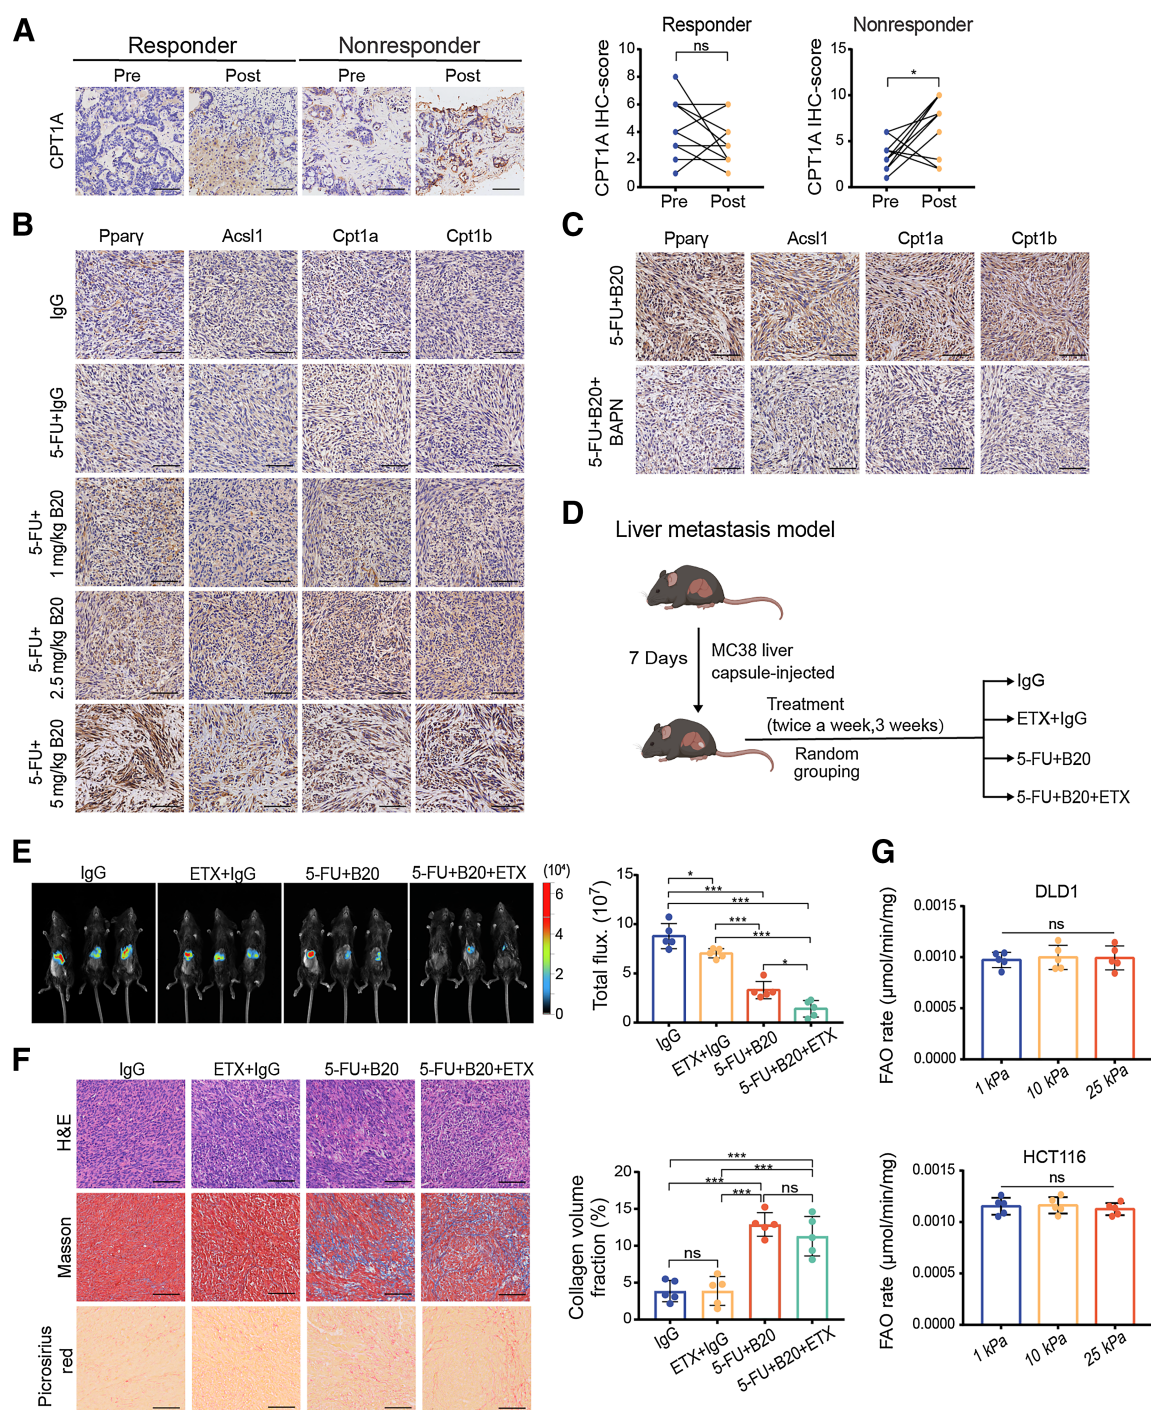 A
Responder
Nonresponder
Pre
Post
Pre
Post
CPT1A
Responder
CPT1A IHC-score
10
8
6
4
2
0
ns
Pre
Post
Nonresponder
CPT1A IHC-score
15
10
5
0
*
Pre
Post
B
Pparγ
Acsl1
Cpt1a
Cpt1b
IgG
5-FU+IgG
5-FU+
1 mg/kg B20
5-FU+
2.5 mg/kg B20
5-FU+
5 mg/kg B20
C
Pparγ
Acsl1
Cpt1a
Cpt1b
5-FU+B20
5-FU+B20+
BAPN
D
Liver metastasis model
7 Days
MC38 liver
capsule-injected
Treatment
(twice a week,3 weeks)
Random
grouping
IgG
ETX+IgG
5-FU+B20
5-FU+B20+ETX
E
IgG
ETX+IgG
5-FU+B20
5-FU+B20+ETX
(10⁴)
6
4
2
0
Total flux. (10⁷)
15
10
5
0
*
***
***
***
***
*
IgG
ETX+IgG
5-FU+B20
5-FU+B20+ETX
F
IgG
ETX+IgG
5-FU+B20
5-FU+B20+ETX
H&E
Masson
Picrosirius
red
Collagen volume
fraction (%)
20
15
10
5
0
***
***
***
***
ns
ns
IgG
ETX+IgG
5-FU+B20
5-FU+B20+ETX
G
DLD1
FAO rate (μmol/min/mg)
0.0015
0.0010
0.0005
0.0000
ns
1 kPa
10 kPa
25 kPa
HCT116
FAO rate (μmol/min/mg)
0.0015
0.0010
0.0005
0.0000
ns
1 kPa
10 kPa
25 kPa